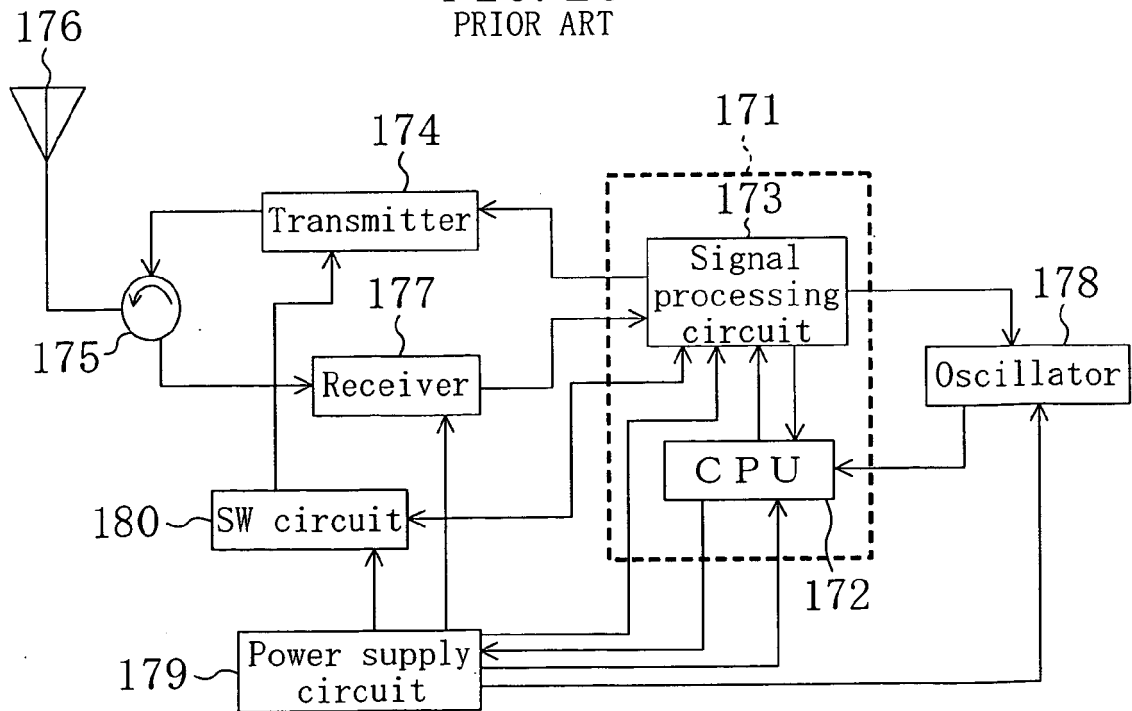 PRIOR ART
176
174
171
Transmitter
173
Signal
processing
circuit
177
178
175
Receiver
Oscillator
CPU
180
SW circuit
172
179
Power supply
circuit